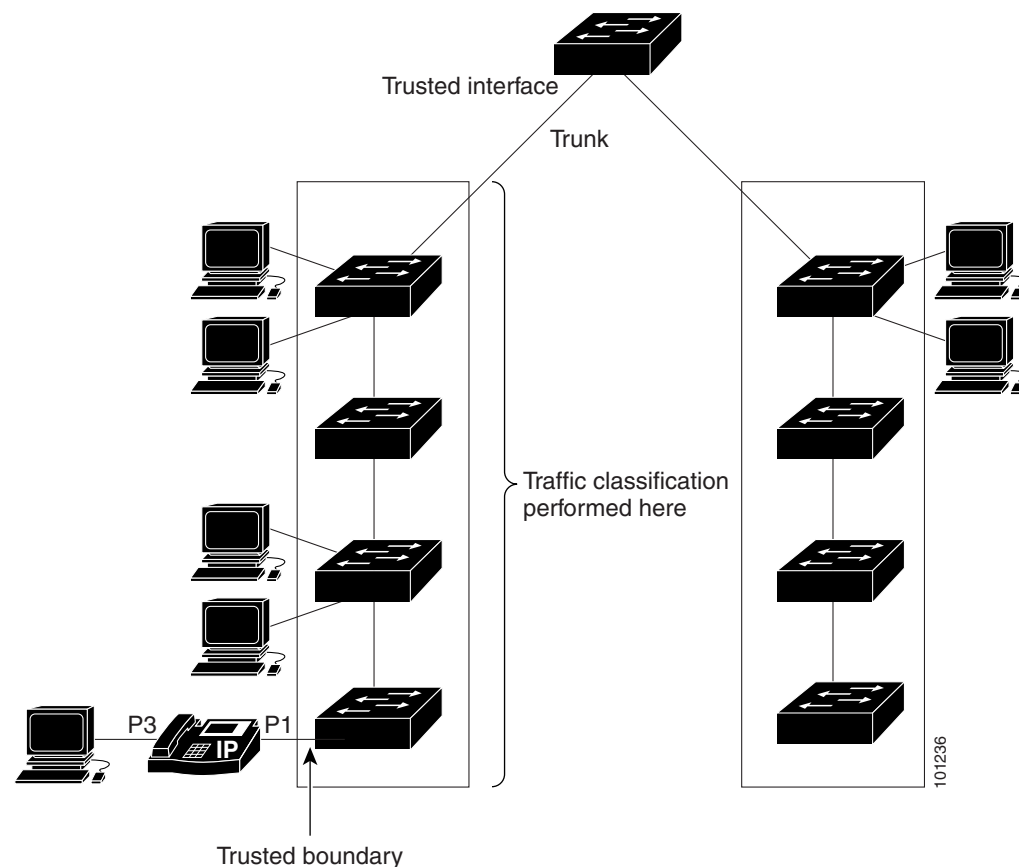 Trusted interface
Trunk
Traffic classification
performed here
P3
IP
P1
101236
Trusted boundary